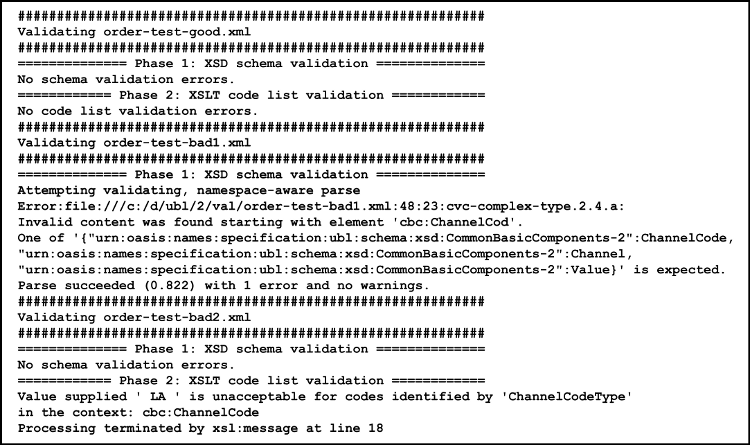 ############################################################
Validating order-test-good.xml
############################################################
============== Phase 1: XSD schema validation ==============
No schema validation errors.
============ Phase 2: XSLT code list validation ============
No code list validation errors.
############################################################
Validating order-test-bad1.xml
############################################################
============== Phase 1: XSD schema validation ==============
Attempting validating, namespace-aware parse
Error:file:///c:/d/ubl/2/val/order-test-bad1.xml:48:23:cvc-complex-type.2.4.a:
Invalid content was found starting with element 'cbc:ChannelCod'.
One of '{"urn:oasis:names:specification:ubl:schema:xsd:CommonBasicComponents-2":ChannelCode,
"urn:oasis:names:specification:ubl:schema:xsd:CommonBasicComponents-2":Channel,
"urn:oasis:names:specification:ubl:schema:xsd:CommonBasicComponents-2":Value}' is expected.
Parse succeeded (0.822) with 1 error and no warnings.
############################################################
Validating order-test-bad2.xml
############################################################
============== Phase 1: XSD schema validation ==============
No schema validation errors.
============ Phase 2: XSLT code list validation ============
Value supplied ' LA ' is unacceptable for codes identified by 'ChannelCodeType'
in the context: cbc:ChannelCode
Processing terminated by xsl:message at line 18